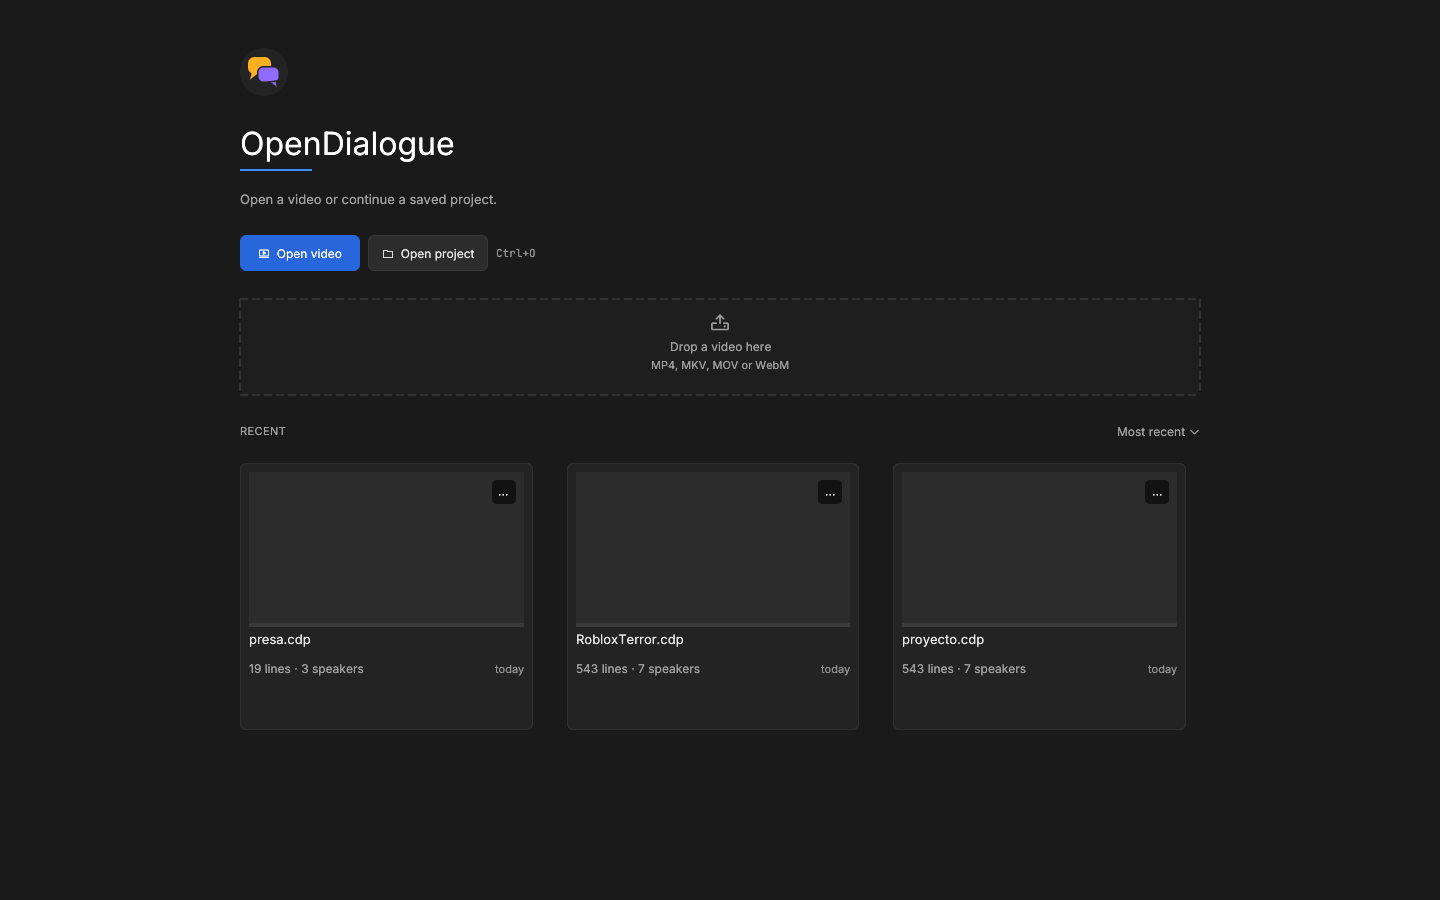 OpenDialogue
Open a video or continue a saved project.
Open video
Open project
Ctrl+O
Drop a video here
MP4, MKV, MOV or WebM
RECENT
Most recent
...
...
...
presa.cdp
19 lines · 3 speakers
today
RobloxTerror.cdp
543 lines · 7 speakers
today
proyecto.cdp
543 lines · 7 speakers
today